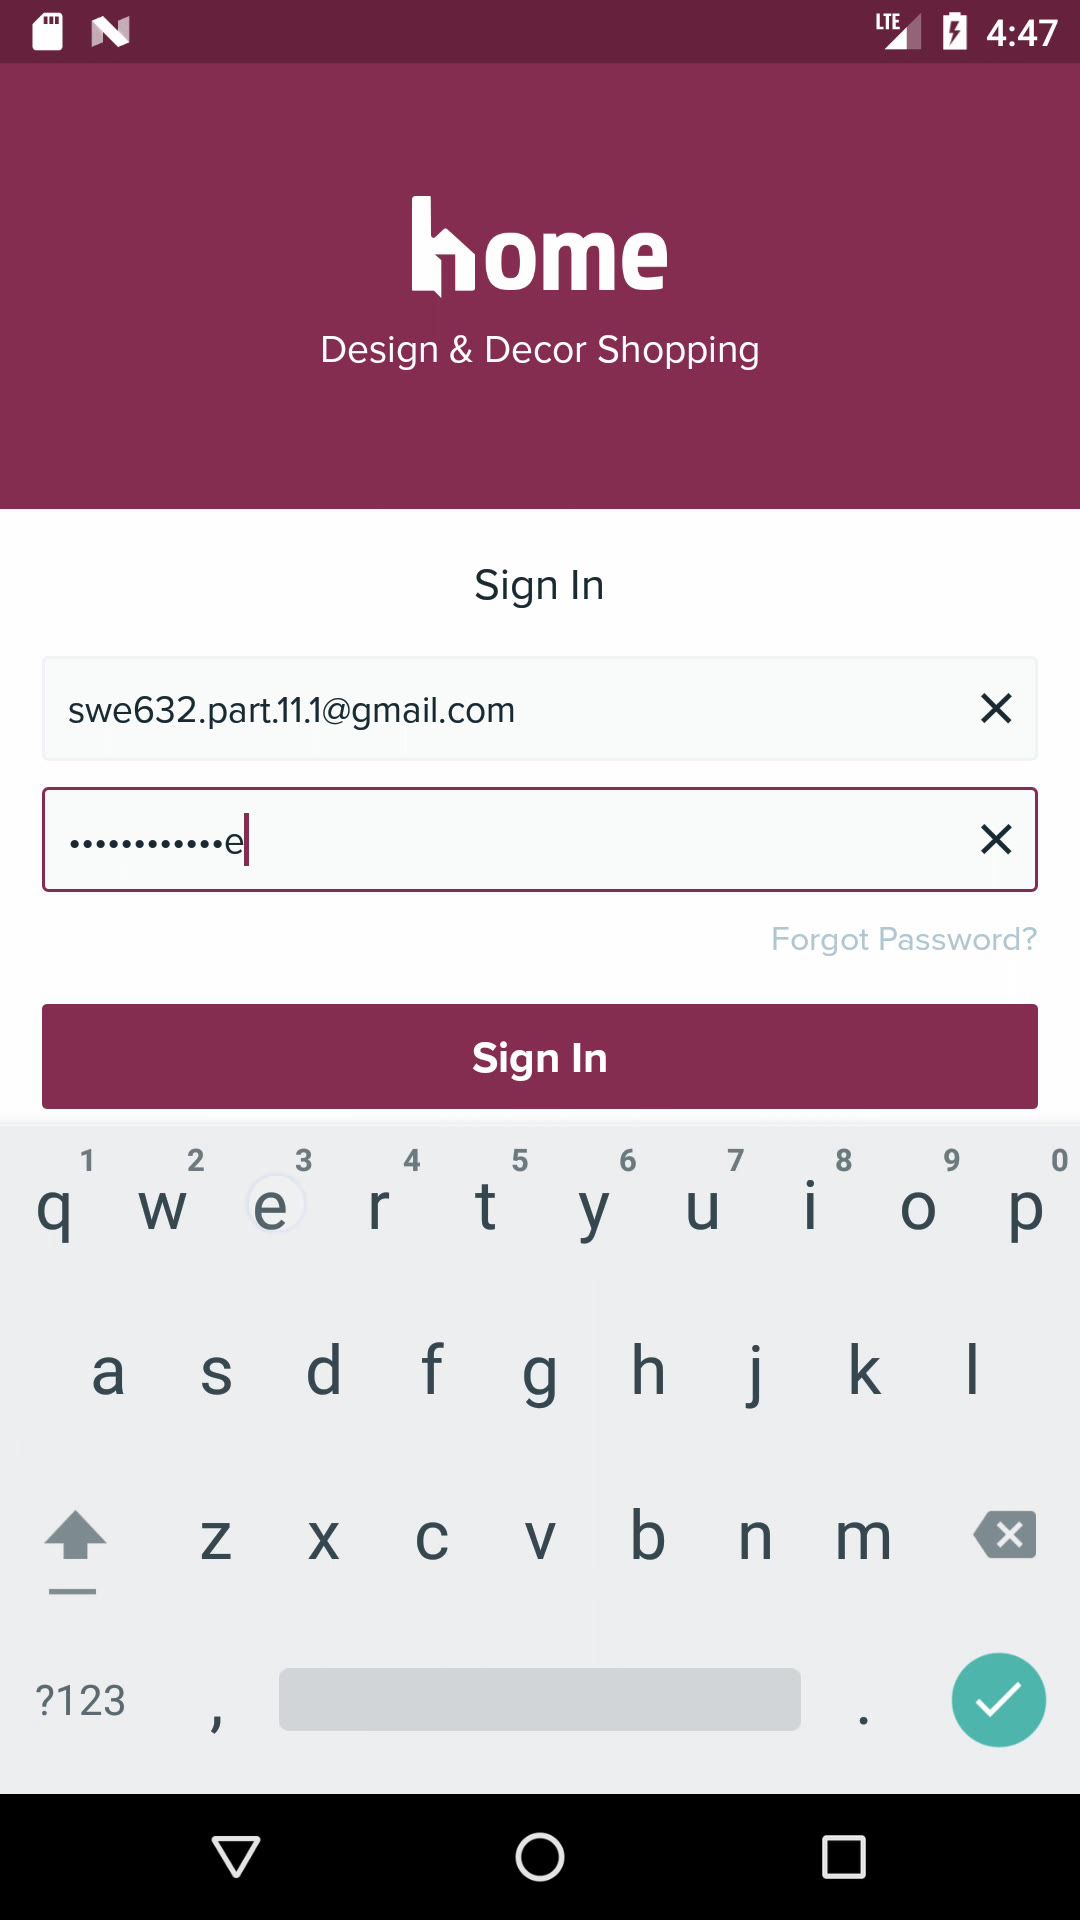 LTE 4:47
home
Design & Decor Shopping
Sign In
swe632.part.11.1@gmail.com
••••••••••••e
Forgot Password?
Sign In
1 2 3 4 5 6 7 8 9 0
q w e r t y u i o p
a s d f g h j k l
z x c v b n m
?123 , .